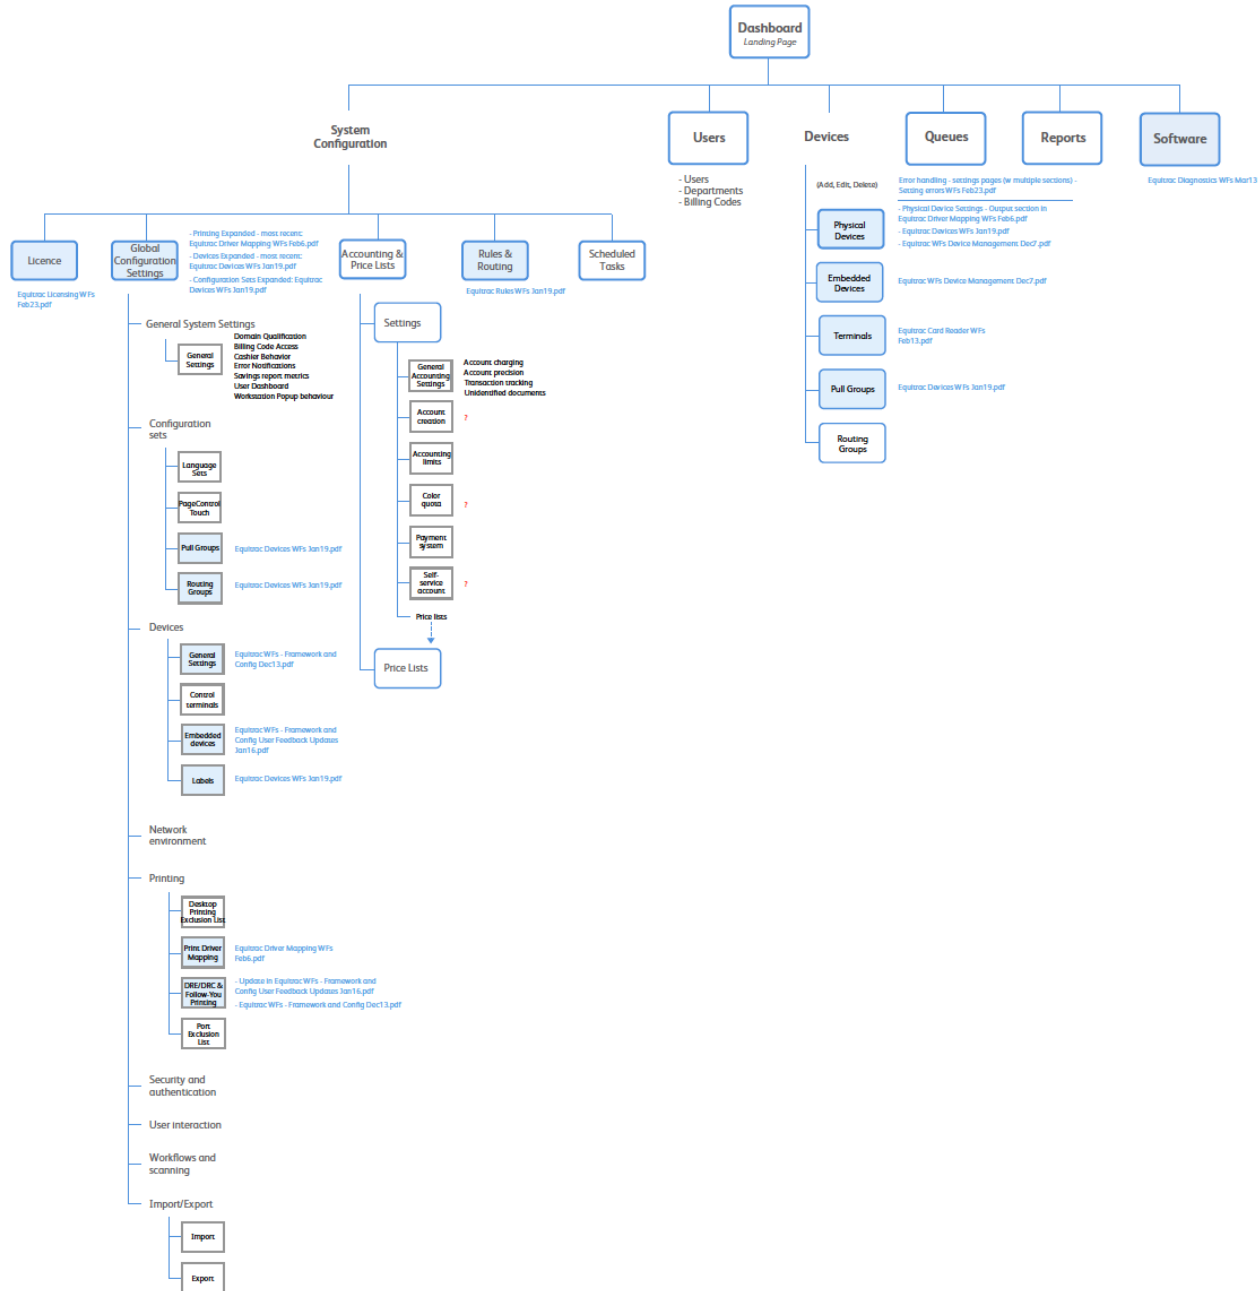 Dashboard
Landing Page
System
Configuration
Users
Devices
Queues
Reports
Software
- Users
- Departments
- Billing Codes
(Add, Edit, Delete)
Error handling - settings pages (w multiple sections) -
Setting errors WFs Feb23.pdf
Equitrac Diagnostics WFs Mar13
- Physical Device Settings - Output section in
Equitrac Driver Mapping WFs Feb6.pdf
- Equitrac Devices WFs Jan19.pdf
- Equitrac WFs Device Management Dec7.pdf
Physical
Devices
Embedded
Devices
Equitrac WFs Device Management Dec7.pdf
Terminals
Equitrac Card Reader WFs
Feb13.pdf
Pull Groups
Equitrac Devices WFs Jan19.pdf
Routing
Groups
Licence
Equitrac Licensing WFs
Feb23.pdf
Global
Configuration
Settings
- Printing Expanded - most recent:
Equitrac Driver Mapping WFs Feb6.pdf
- Devices Expanded - most recent:
Equitrac Devices WFs Jan19.pdf
- Configuration Sets Expanded: Equitrac
Devices WFs Jan19.pdf
Accounting &
Price Lists
Rules &
Routing
Equitrac Rules WFs Jan19.pdf
Scheduled
Tasks
General System Settings
General
Settings
Domain Qualification
Billing Code Access
Cashier Behavior
Error Notifications
Savings report metrics
User Dashboard
Workstation Popup behaviour
Configuration
sets
Language
Sets
PageControl
Touch
Pull Groups
Equitrac Devices WFs Jan19.pdf
Routing
Groups
Equitrac Devices WFs Jan19.pdf
Devices
General
Settings
Equitrac WFs - Framework and
Config Dec13.pdf
Control
terminals
Embedded
devices
Equitrac WFs - Framework and
Config User Feedback Updates
Jan16.pdf
Labels
Equitrac Devices WFs Jan19.pdf
Network
environment
Printing
Desktop
Printing
Exclusion List
Print Driver
Mapping
Equitrac Driver Mapping WFs
Feb6.pdf
DRE/DRC &
Follow-You
Printing
- Update in Equitrac WFs - Framework and
Config User Feedback Updates Jan16.pdf
- Equitrac WFs - Framework and Config Dec13.pdf
Port
Exclusion
List
Security and
authentication
User interaction
Workflows and
scanning
Import/Export
Import
Export
Settings
General
Accounting
Settings
Account charging
Account precision
Transaction tracking
Unidentified documents
Account
creation
?
Accounting
limits
Color
quota
?
Payment
system
Self-
service
account
?
Price lists
Price Lists